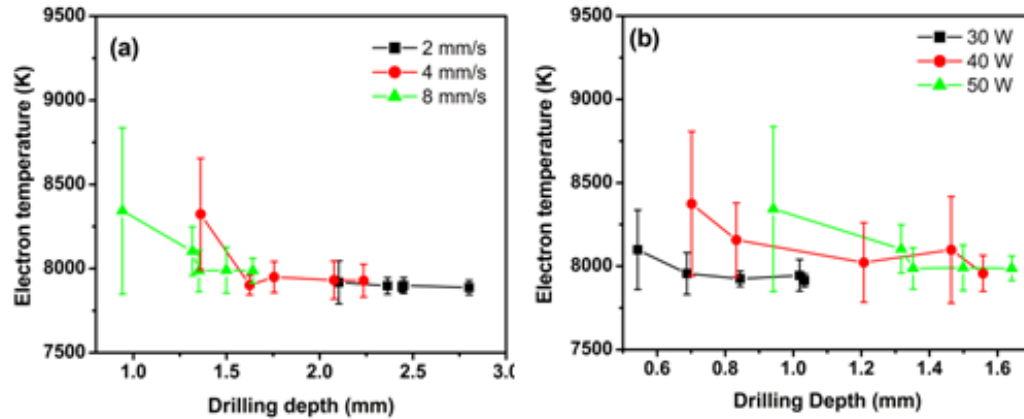 9500
9000
8500
8000
7500
Electron temperature (K)
(a)
2 mm/s
4 mm/s
8 mm/s
1.0
1.5
2.0
2.5
3.0
Drilling depth (mm)
9500
9000
8500
8000
7500
Electron temperature (K)
(b)
30 W
40 W
50 W
0.6
0.8
1.0
1.2
1.4
1.6
Drilling Depth (mm)